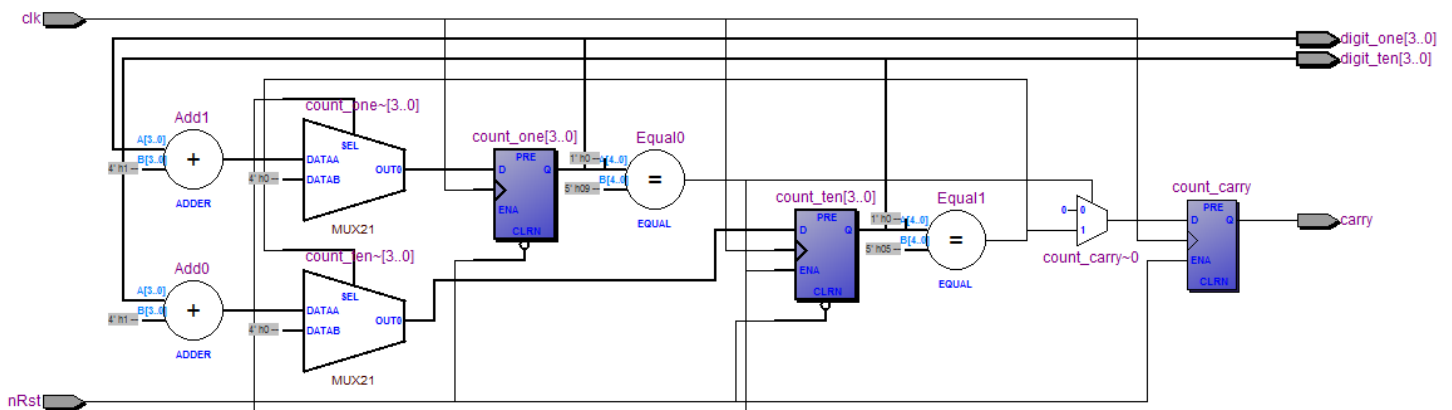 clk
digit_one[3..0]
digit_ten[3..0]
count_one~[3..0]
Add1
SEL
A[3..0]
B[3..0]
4' h1
+
ADDER
DATAA
DATAB
4' h0
OUT0
MUX21
count_one[3..0]
PRE
D
Q
ENA
CLRN
Equal0
1' h0
A[4..0]
B[4..0]
5' h09
=
EQUAL
count_ten[3..0]
PRE
D
Q
ENA
CLRN
Equal1
1' h0
A[4..0]
B[4..0]
5' h05
=
EQUAL
0
0
1
count_carry~0
count_carry
PRE
D
Q
ENA
CLRN
carry
count_ten~[3..0]
Add0
SEL
A[3..0]
B[3..0]
4' h1
+
ADDER
DATAA
DATAB
4' h0
OUT0
MUX21
nRst